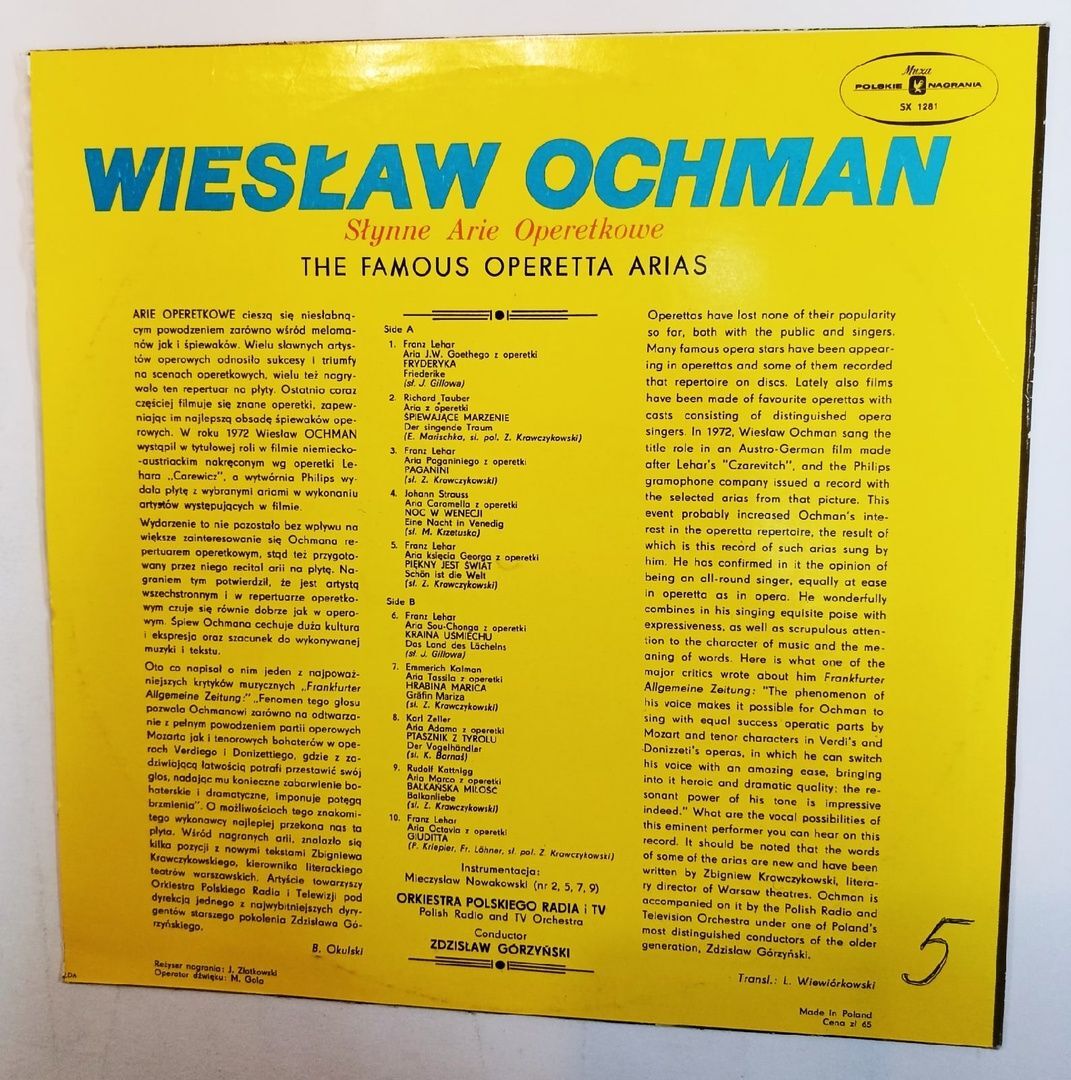 Muza
POLSKIE NAGRANIA
SX 1281
WIESŁAW OCHMAN
Słynne Arie Operetkowe
THE FAMOUS OPERETTA ARIAS
ARIE OPERETKOWE cieszą się niesłabną-
cym powodzeniem zarówno wśród meloma-
nów jak i śpiewaków. Wielu sławnych artys-
tów operowych odnosiło sukcesy i triumfy
na scenach operetkowych, wielu też nagry-
wało ten repertuar na płyty. Ostatnio coraz
częściej filmuje się znane operetki, zapew-
niając im najlepszą obsadę śpiewaków ope-
rowych. W roku 1972 Wiesław OCHMAN
wystąpił w tytułowej roli w filmie niemiecko-
-austriackim nakręconym wg operetki Le-
hara „Carewicz", a wytwórnia Philips wy-
dała płytę z wybranymi ariami w wykonaniu
artystów występujących w filmie.
Wydarzenie to nie pozostało bez wpływu na
większe zainteresowanie się Ochmana re-
pertuarem operetkowym, stąd też przygoto-
wany przez niego recital arii na płytę. Na-
graniem tym potwierdził, że jest artystą
wszechstronnym i w repertuarze operetko-
wym czuje się równie dobrze jak w opero-
wym. Śpiew Ochmana cechuje duża kultura
i ekspresja oraz szacunek do wykonywanej
muzyki i tekstu.
Oto co napisał o nim jeden z najpoważ-
niejszych krytyków muzycznych „Frankfurter
Allgemeine Zeitung:" „Fenomen tego głosu
pozwala Ochmanowi zarówno na odtwarza-
nie z pełnym powodzeniem partii operowych
Mozarta jak i tenorowych bohaterów w ope-
rach Verdiego i Donizettiego, gdzie z za-
dziwiającą łatwością potrafi przestawić swój
głos, nadając mu konieczne zabarwienie bo-
haterskie i dramatyczne, imponuje potęgą
brzmienia". O możliwościach tego znakomi-
tego wykonawcy najlepiej przekona nas ta
płyta. Wśród nagranych arii, znalazło się
kilka pozycji z nowymi tekstami Zbigniewa
Krawczykowskiego, kierownika literackiego
teatrów warszawskich. Artyście towarzyszy
Orkiestra Polskiego Radia i Telewizji pod
dyrekcją jednego z najwybitniejszych dyry-
gentów starszego pokolenia Zdzisława Gó-
rzyńskiego.
B. Okulski
LDA
Reżyser nagrania: J. Złotkowski
Operator dźwięku: M. Gola
Side A
1. Franz Lehar
Aria J.W. Goethego z operetki
FRYDERYKA
Friederike
(sł. J. Gillowa)
2. Richard Tauber
Aria z operetki
ŚPIEWAJĄCE MARZENIE
Der singende Traum
(E. Marischka, sł. pol. Z. Krawczykowski)
3. Franz Lehar
Aria Paganiniego z operetki
PAGANINI
(sł. Z. Krawczykowski)
4. Johann Strauss
Aria Caramella z operetki
NOC W WENECJI
Eine Nacht in Venedig
(sł. M. Krzetuska)
5. Franz Lehar
Aria księcia Georga z operetki
PIĘKNY JEST ŚWIAT
Schön ist die Welt
(sł. Z. Krawczykowski)
Side B
6. Franz Lehar
Aria Sou-Chonga z operetki
KRAINA UŚMIECHU
Das Land des Lächelns
(sł. J. Gillowa)
7. Emmerich Kalman
Aria Tassila z operetki
HRABINA MARICA
Gräfin Mariza
(sł. Z. Krawczykowski)
8. Karl Zeller
Aria Adama z operetki
PTASZNIK Z TYROLU
Der Vogelhändler
(sł. K. Barnaś)
9. Rudolf Kattnigg
Aria Marco z operetki
BAŁKAŃSKA MIŁOŚĆ
Balkanliebe
(sł. Z. Krawczykowski)
10. Franz Lehar
Aria Octavia z operetki
GIUDITTA
(P. Kriepler, Fr. Löhner, sł. pol. Z. Krawczykowski)
Instrumentacja:
Mieczysław Nowakowski (nr 2, 5, 7, 9)
ORKIESTRA POLSKIEGO RADIA i TV
Polish Radio and TV Orchestra
Conductor
ZDZISŁAW GÓRZYŃSKI
Operettas have lost none of their popularity
so far, both with the public and singers.
Many famous opera stars have been appear-
ing in operettas and some of them recorded
that repertoire on discs. Lately also films
have been made of favourite operettas with
casts consisting of distinguished opera
singers. In 1972, Wiesław Ochman sang the
title role in an Austro-German film made
after Lehar's "Czarevitch", and the Philips
gramophone company issued a record with
the selected arias from that picture. This
event probably increased Ochman's inte-
rest in the operetta repertoire, the result of
which is this record of such arias sung by
him. He has confirmed in it the opinion of
being an all-round singer, equally at ease
in operetta as in opera. He wonderfully
combines in his singing equisite poise with
expressiveness, as well as scrupulous atten-
tion to the character of music and the me-
aning of words. Here is what one of the
major critics wrote about him Frankfurter
Allgemeine Zeitung: "The phenomenon of
his voice makes it possible for Ochman to
sing with equal success operatic parts by
Mozart and tenor characters in Verdi's and
Donizzeti's operas, in which he can switch
his voice with an amazing ease, bringing
into it heroic and dramatic quality; the re-
sonant power of his tone is impressive
indeed." What are the vocal possibilities of
this eminent performer you can hear on this
record. It should be noted that the words
of some of the arias are new and have been
written by Zbigniew Krawczykowski, litera-
ry director of Warsaw theatres. Ochman is
accompanied on it by the Polish Radio and
Television Orchestra under one of Poland's
most distinguished conductors of the older
generation, Zdzisław Górzyński.
Transl.: L. Wiewiórkowski
5
Made in Poland
Cena zł 65